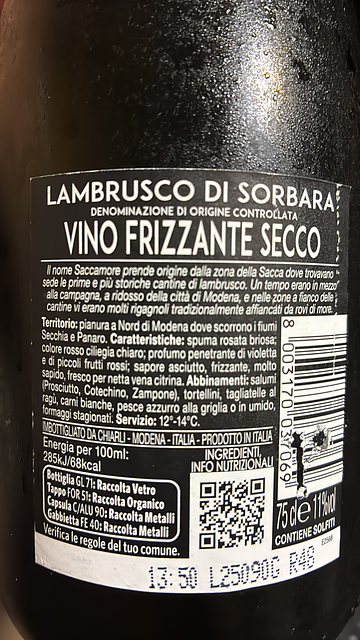 LAMBRUSCO DI SORBARA
DENOMINAZIONE DI ORIGINE CONTROLLATA
VINO FRIZZANTE SECCO
Il nome Saccamore prende origine dalla zona della Sacca dove trovavano
sede le prime e più storiche cantine di lambrusco. Un tempo erano in mezzo
alla campagna, a ridosso della città di Modena, e nelle zona a fianco delle
cantine vi erano molti rigagnoli tradizionalmente affiancati da rovi di more.
Territorio: pianura a Nord di Modena dove scorrono i fiumi
Secchia e Panaro. Caratteristiche: spuma rosata briosa;
colore rosso ciliegia chiaro; profumo penetrante di violetta
e di piccoli frutti rossi; sapore asciutto, frizzante, molto
sapido, fresco per netta vena citrina. Abbinamenti: salumi
(Prosciutto, Cotechino, Zampone), tortellini, tagliatelle al
ragù, carni bianche, pesce azzurro alla griglia o in umido,
formaggi stagionati. Servizio: 12°-14°C.
IMBOTTIGLIATO DA CHIARLI - MODENA - ITALIA - PRODOTTO IN ITALIA
Energia per 100ml:
285kJ/68kcal
INGREDIENTI,
INFO NUTRIZIONALI
Bottiglia GL 71: Raccolta Vetro
Tappo FOR 51: Raccolta Organico
Capsula C/ALU 90: Raccolta Metalli
Gabbietta FE 40: Raccolta Metalli
Verifica le regole del tuo comune.
75 cl e 11%vol
CONTIENE SOLFITI
13:50 L25090G R48